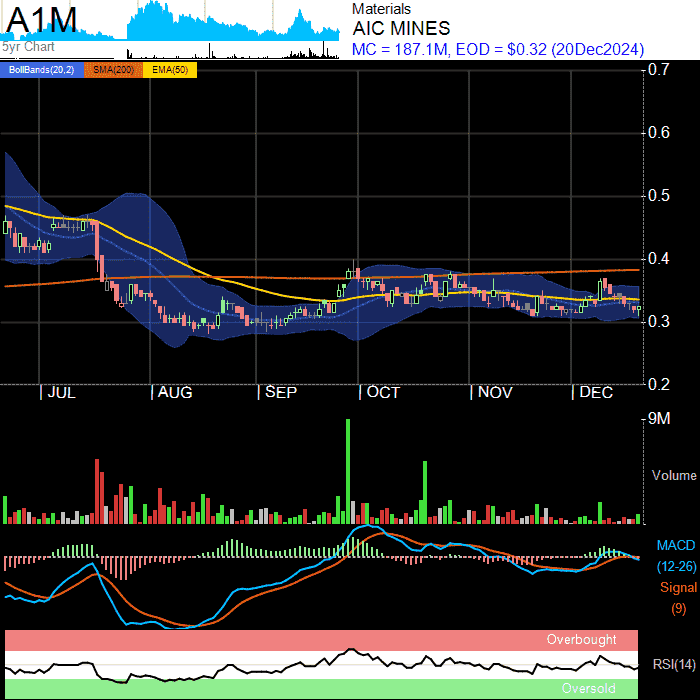 A1M
5yr Chart
Materials
AIC MINES
MC = 187.1M, EOD = $0.32 (20Dec2024)
BollBands(20,2) SMA(200) EMA(50)
0.7
0.6
0.5
0.4
0.3
0.2
JUL AUG SEP OCT NOV DEC
9M
Volume
MACD
(12-26)
Signal
(9)
Overbought
RSI(14)
Oversold